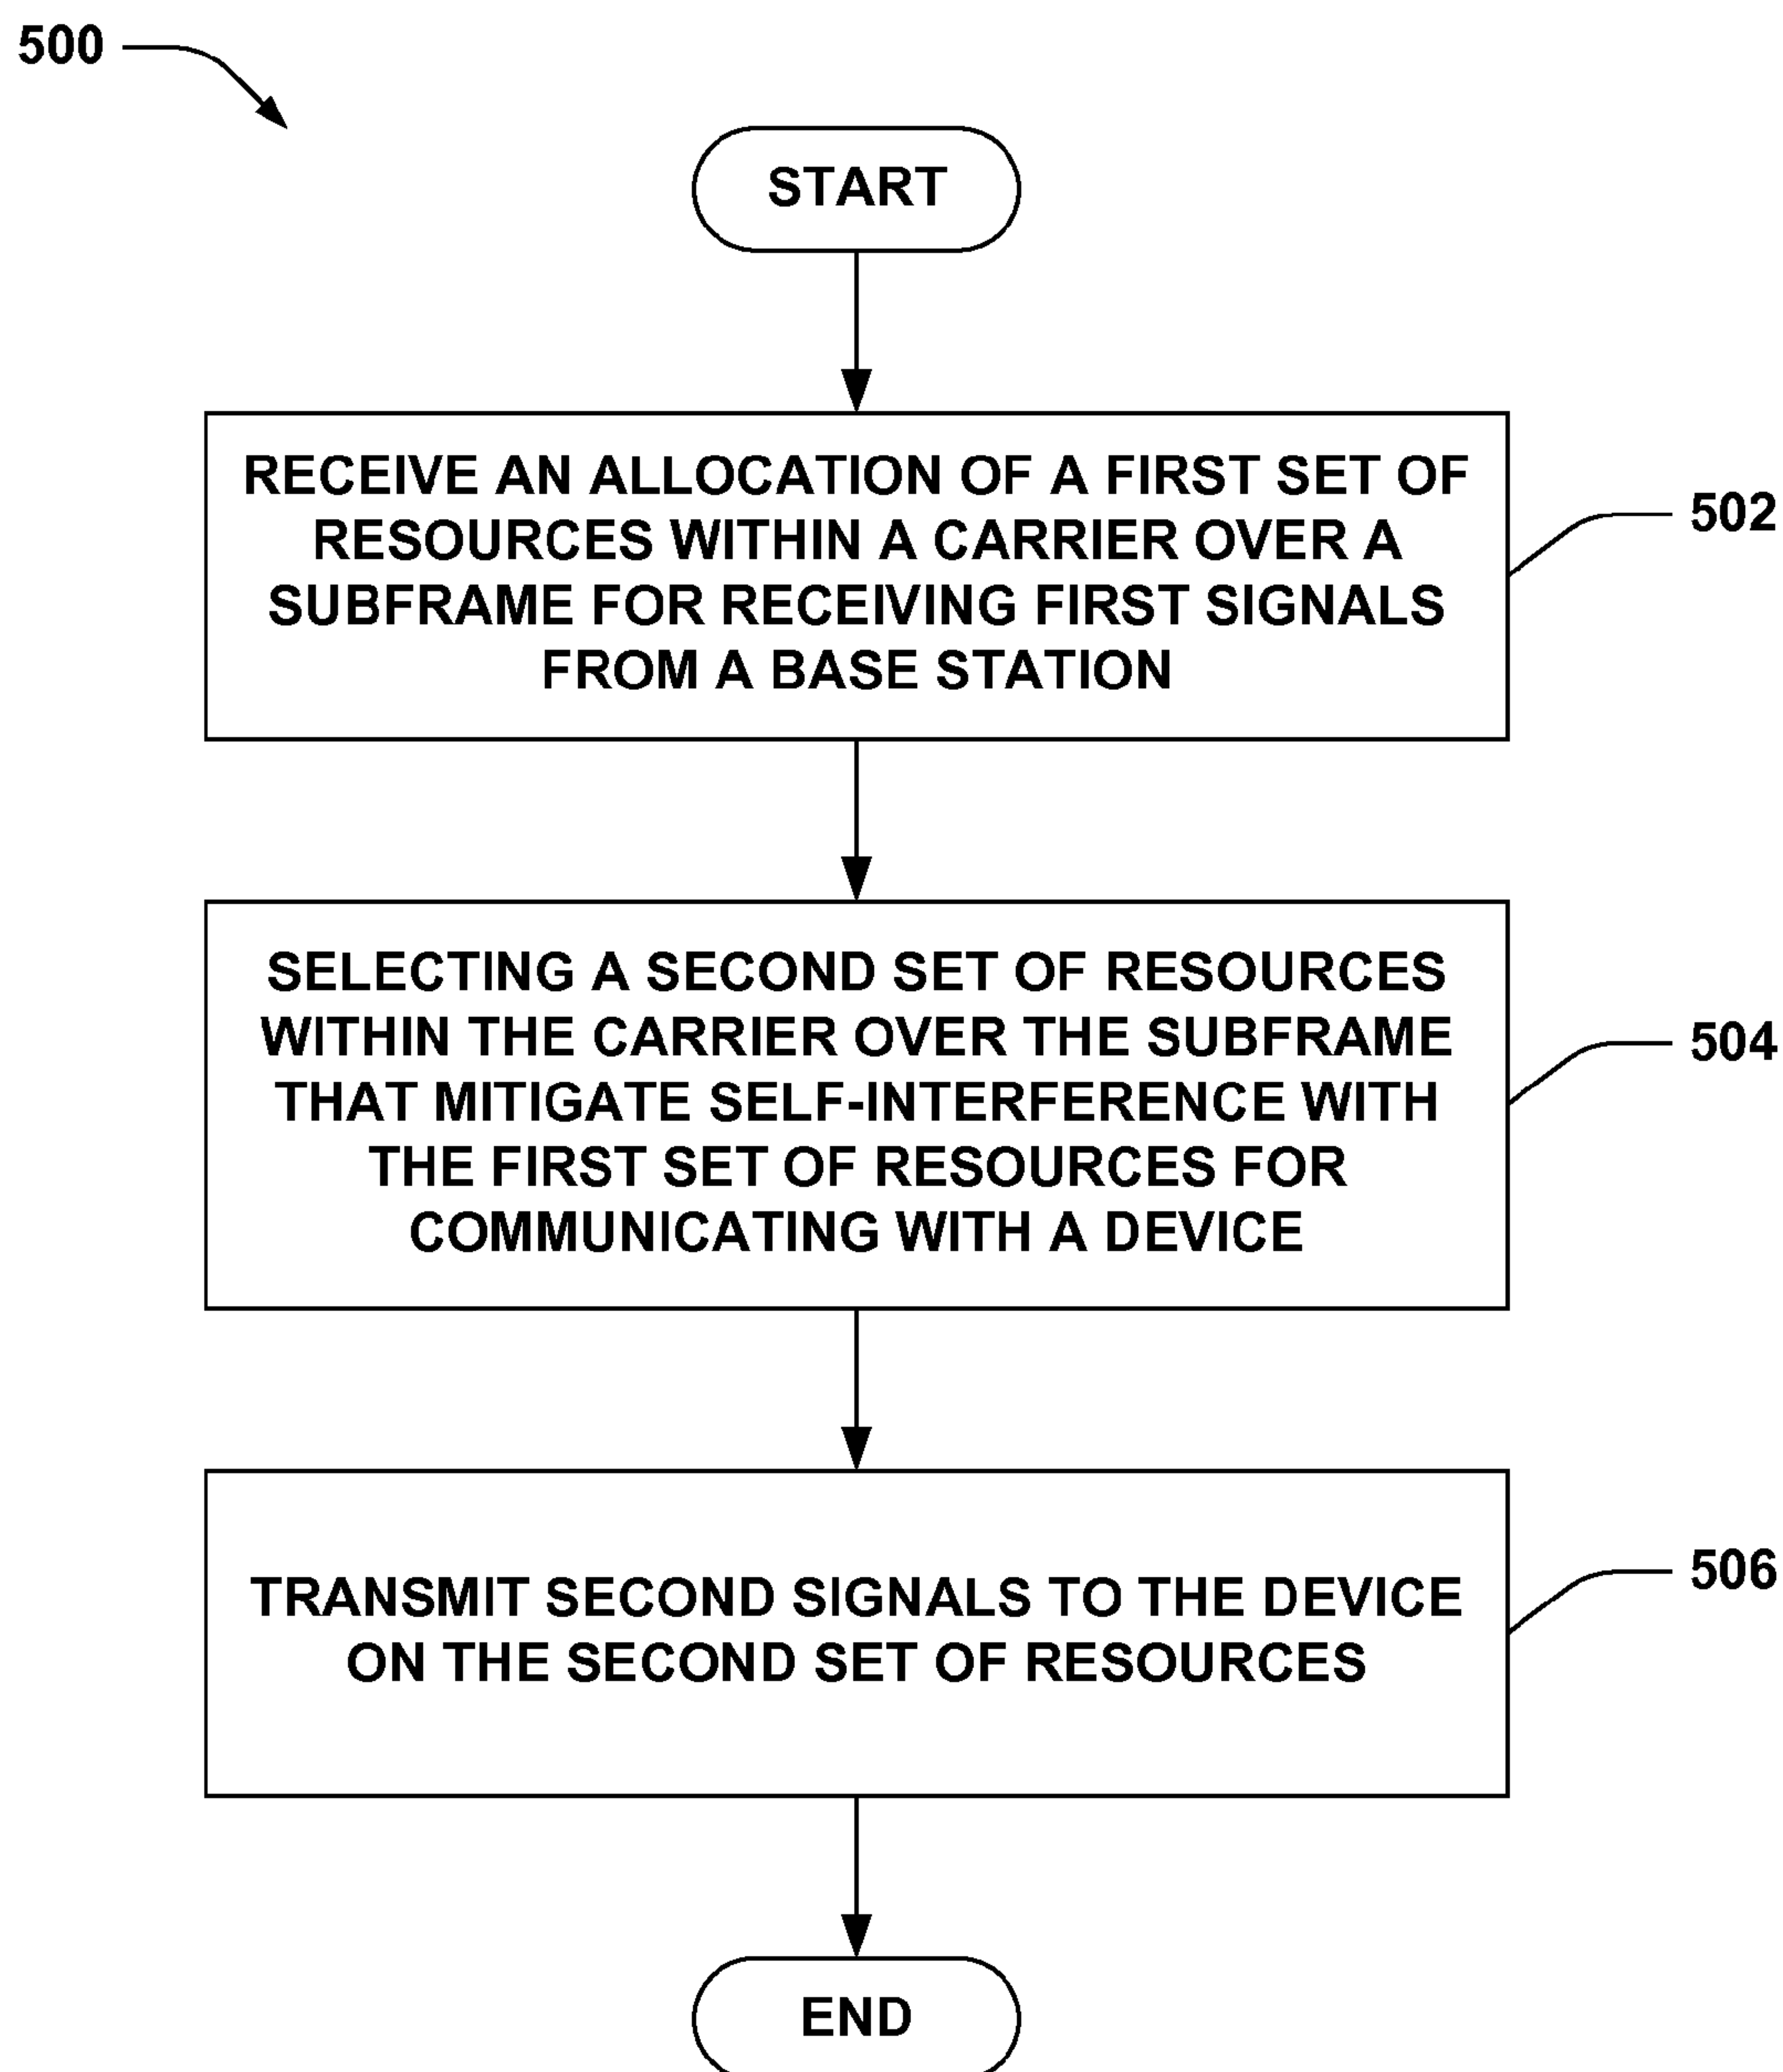 500
START
RECEIVE AN ALLOCATION OF A FIRST SET OF
RESOURCES WITHIN A CARRIER OVER A
SUBFRAME FOR RECEIVING FIRST SIGNALS
FROM A BASE STATION
502
SELECTING A SECOND SET OF RESOURCES
WITHIN THE CARRIER OVER THE SUBFRAME
THAT MITIGATE SELF-INTERFERENCE WITH
THE FIRST SET OF RESOURCES FOR
COMMUNICATING WITH A DEVICE
504
TRANSMIT SECOND SIGNALS TO THE DEVICE
ON THE SECOND SET OF RESOURCES
506
END